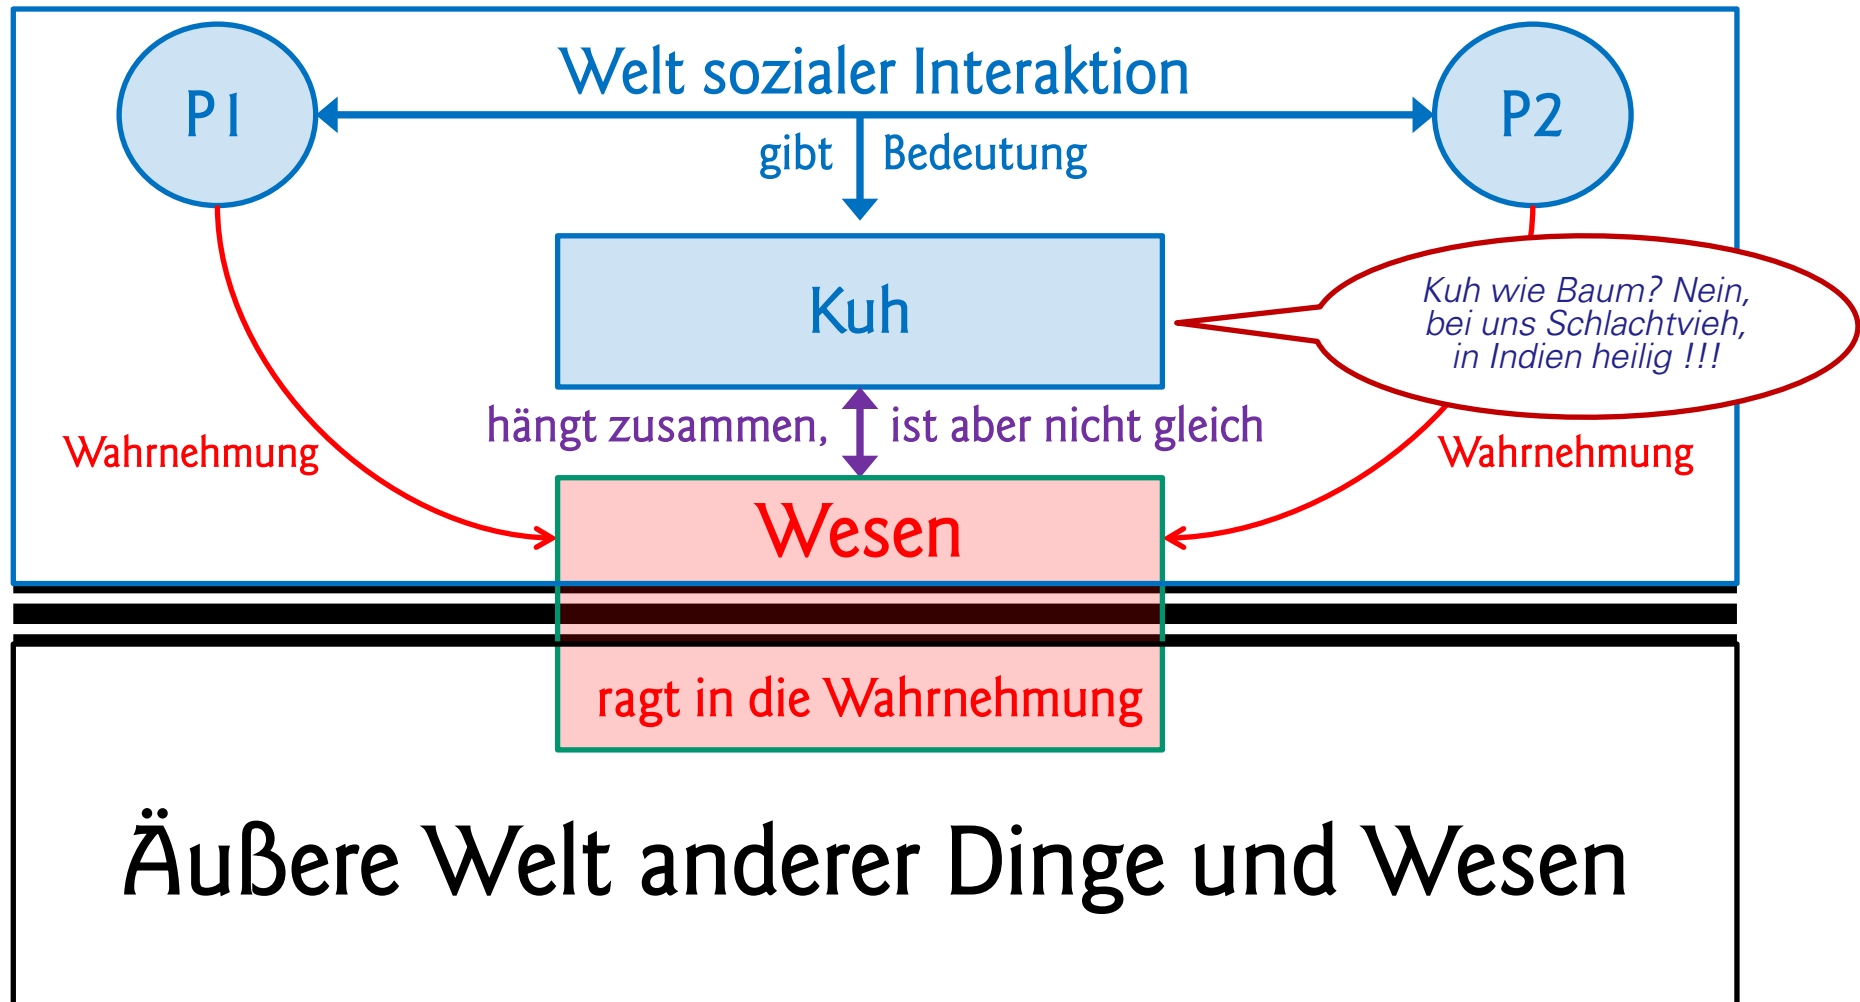 Welt sozialer Interaktion
P1
P2
gibt Bedeutung
Kuh
Kuh wie Baum? Nein,
bei uns Schlachtvieh,
in Indien heilig !!!
hängt zusammen, ist aber nicht gleich
Wahrnehmung
Wahrnehmung
Wesen
ragt in die Wahrnehmung
Äußere Welt anderer Dinge und Wesen